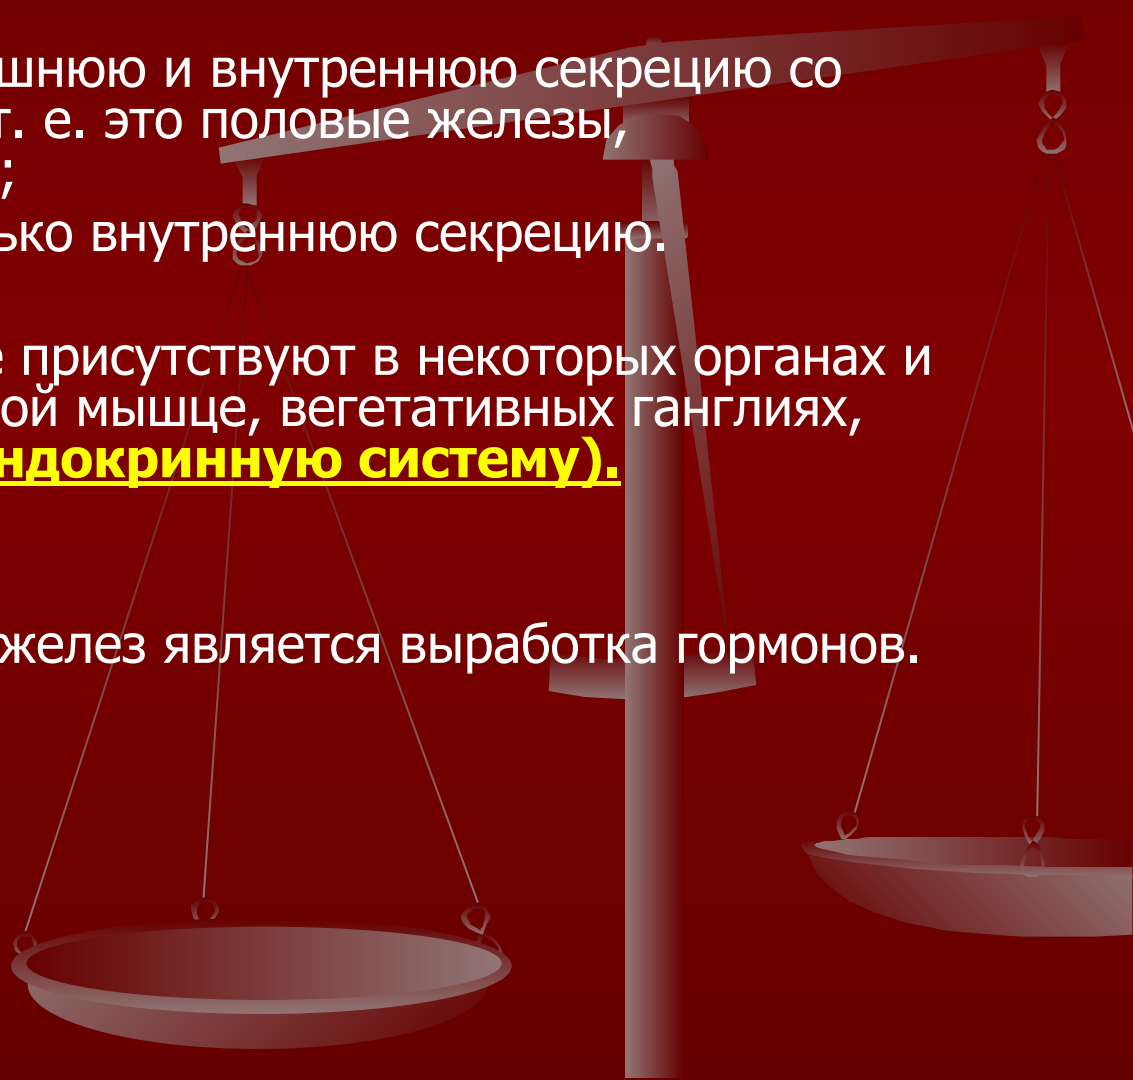 шнюю и внутреннюю секрецию со
т. е. это половые железы,
;
ько внутреннюю секрецию.
е присутствуют в некоторых органах и
ой мышце, вегетативных ганглиях,
ндокринную систему).
желез является выработка гормонов.